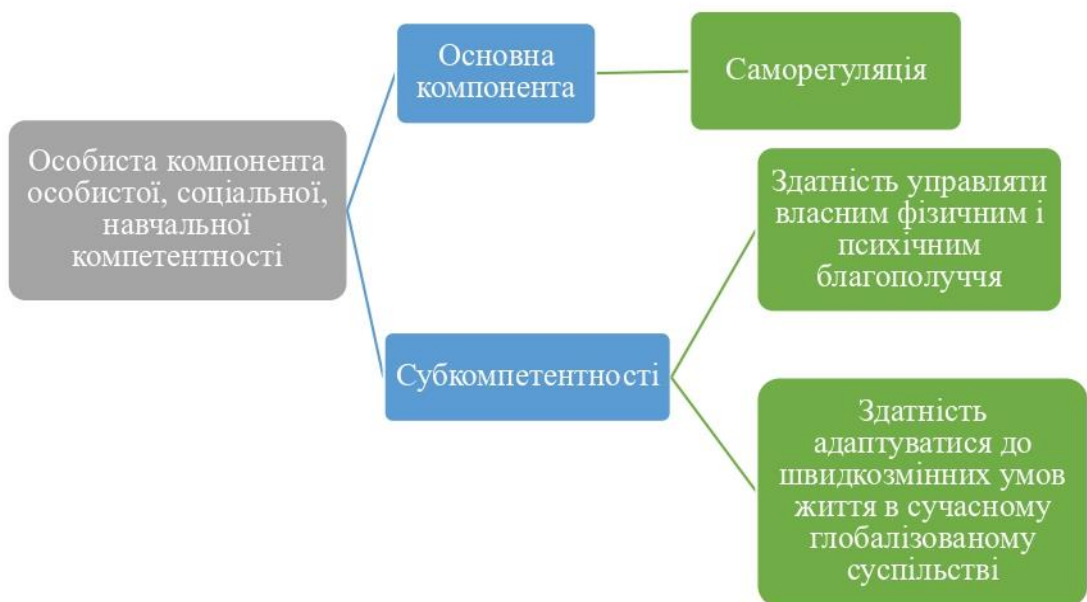 Особиста компонента
особистої, соціальної,
навчальної
компетентності
Основна
компонента
Саморегуляція
Субкомпетентності
Здатність управляти
власним фізичним і
психічним
благополуччя
Здатність
адаптуватися до
швидкозмінних умов
життя в сучасному
глобалізованому
суспільстві